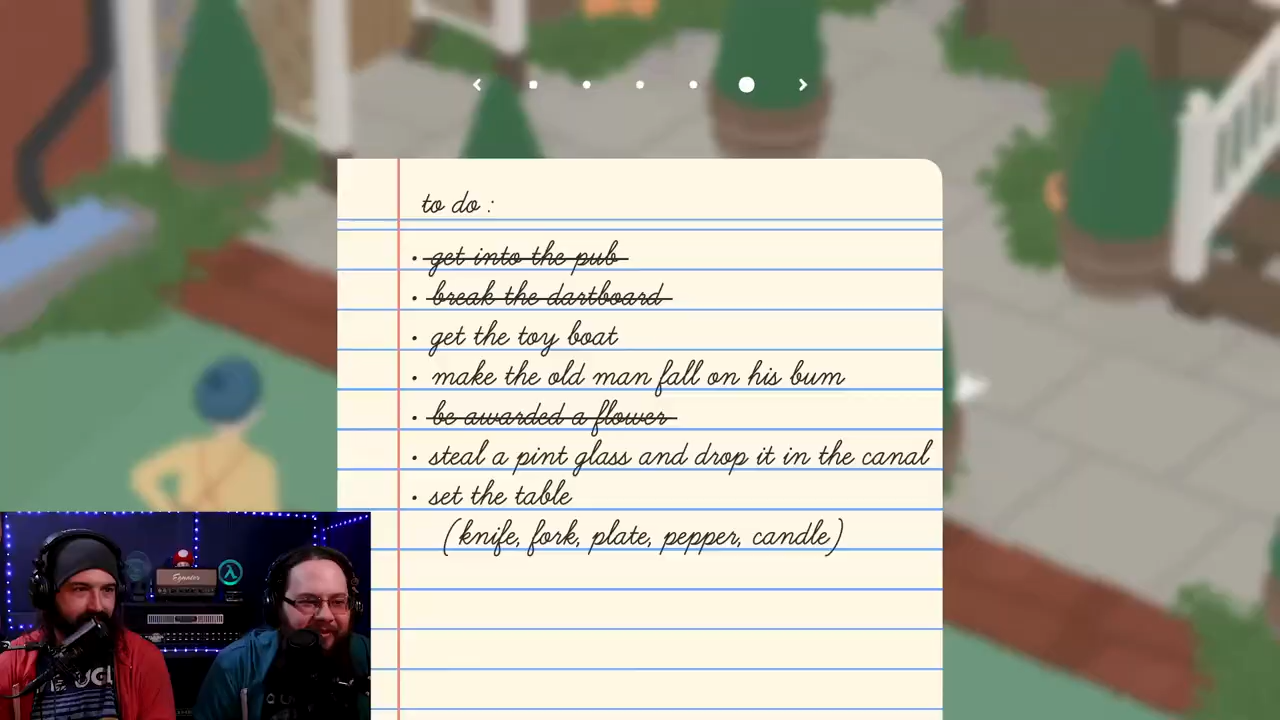 to do :
• get into the pub
• break the dartboard
• get the toy boat
• make the old man fall on his bum
• be awarded a flower
• steal a pint glass and drop it in the canal
• set the table
(knife, fork, plate, pepper, candle)